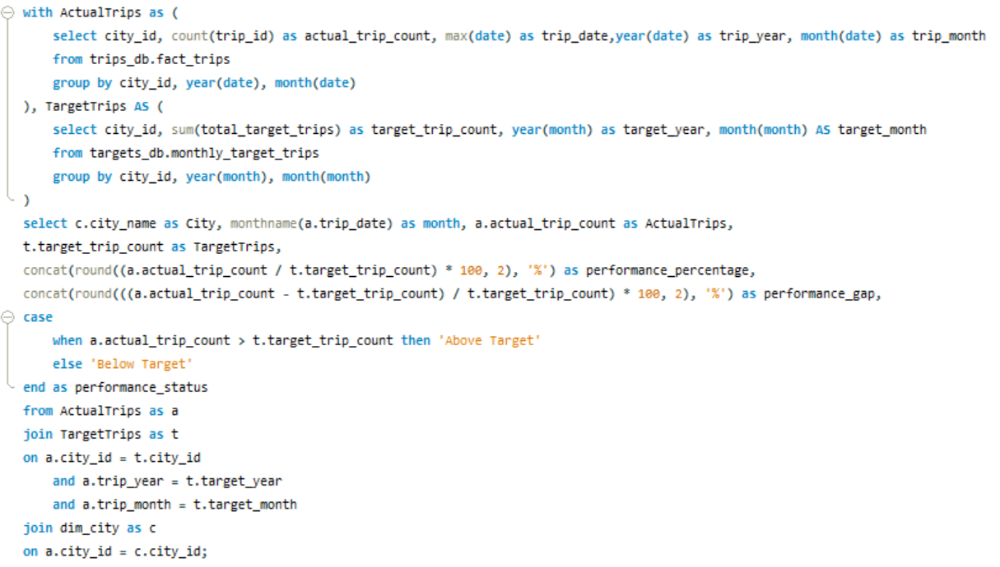 with ActualTrips as (
    select city_id, count(trip_id) as actual_trip_count, max(date) as trip_date,year(date) as trip_year, month(date) as trip_month
    from trips_db.fact_trips
    group by city_id, year(date), month(date)
), TargetTrips AS (
    select city_id, sum(total_target_trips) as target_trip_count, year(month) as target_year, month(month) AS target_month
    from targets_db.monthly_target_trips
    group by city_id, year(month), month(month)
)
select c.city_name as City, monthname(a.trip_date) as month, a.actual_trip_count as ActualTrips,
t.target_trip_count as TargetTrips,
concat(round((a.actual_trip_count / t.target_trip_count) * 100, 2), '%') as performance_percentage,
concat(round(((a.actual_trip_count - t.target_trip_count) / t.target_trip_count) * 100, 2), '%') as performance_gap,
case
    when a.actual_trip_count > t.target_trip_count then 'Above Target'
    else 'Below Target'
end as performance_status
from ActualTrips as a
join TargetTrips as t
on a.city_id = t.city_id
    and a.trip_year = t.target_year
    and a.trip_month = t.target_month
join dim_city as c
on a.city_id = c.city_id;